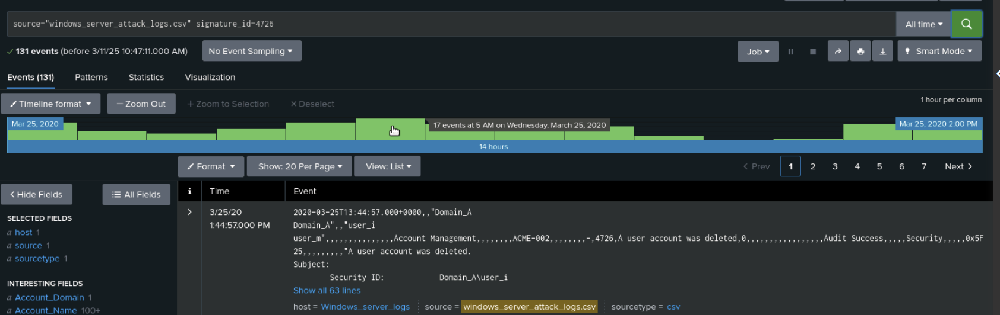 source="windows_server_attack_logs.csv" signature_id=4726
All time
131 events (before 3/11/25 10:47:11.000 AM)
No Event Sampling
Job
Smart Mode
Events (131)
Patterns
Statistics
Visualization
Timeline format
Zoom Out
+ Zoom to Selection
× Deselect
1 hour per column
Mar 25, 2020
17 events at 5 AM on Wednesday, March 25, 2020
Mar 25, 2020 2:00 PM
14 hours
Format
Show: 20 Per Page
View: List
< Prev
1
2
3
4
5
6
7
Next >
< Hide Fields
All Fields
i
Time
Event
SELECTED FIELDS
a host 1
a source 1
a sourcetype 1
INTERESTING FIELDS
a Account_Domain 1
a Account_Name 100+
>
3/25/20
1:44:57.000 PM
2020-03-25T13:44:57.000+0000,,"Domain_A
Domain_A",,"user_i
user_m",,,,,,,,,,,,,,,Account Management,,,,,,,,ACME-002,,,,,,,,-,4726,A user account was deleted,0,,,,,,,,,,,,,,,,,Audit Success,,,,,Security,,,,,0x5F
25,,,,,,,,,"A user account was deleted.
Subject:
Security ID: Domain_A\user_i
Show all 63 lines
host = Windows_server_logs
source = windows_server_attack_logs.csv
sourcetype = csv